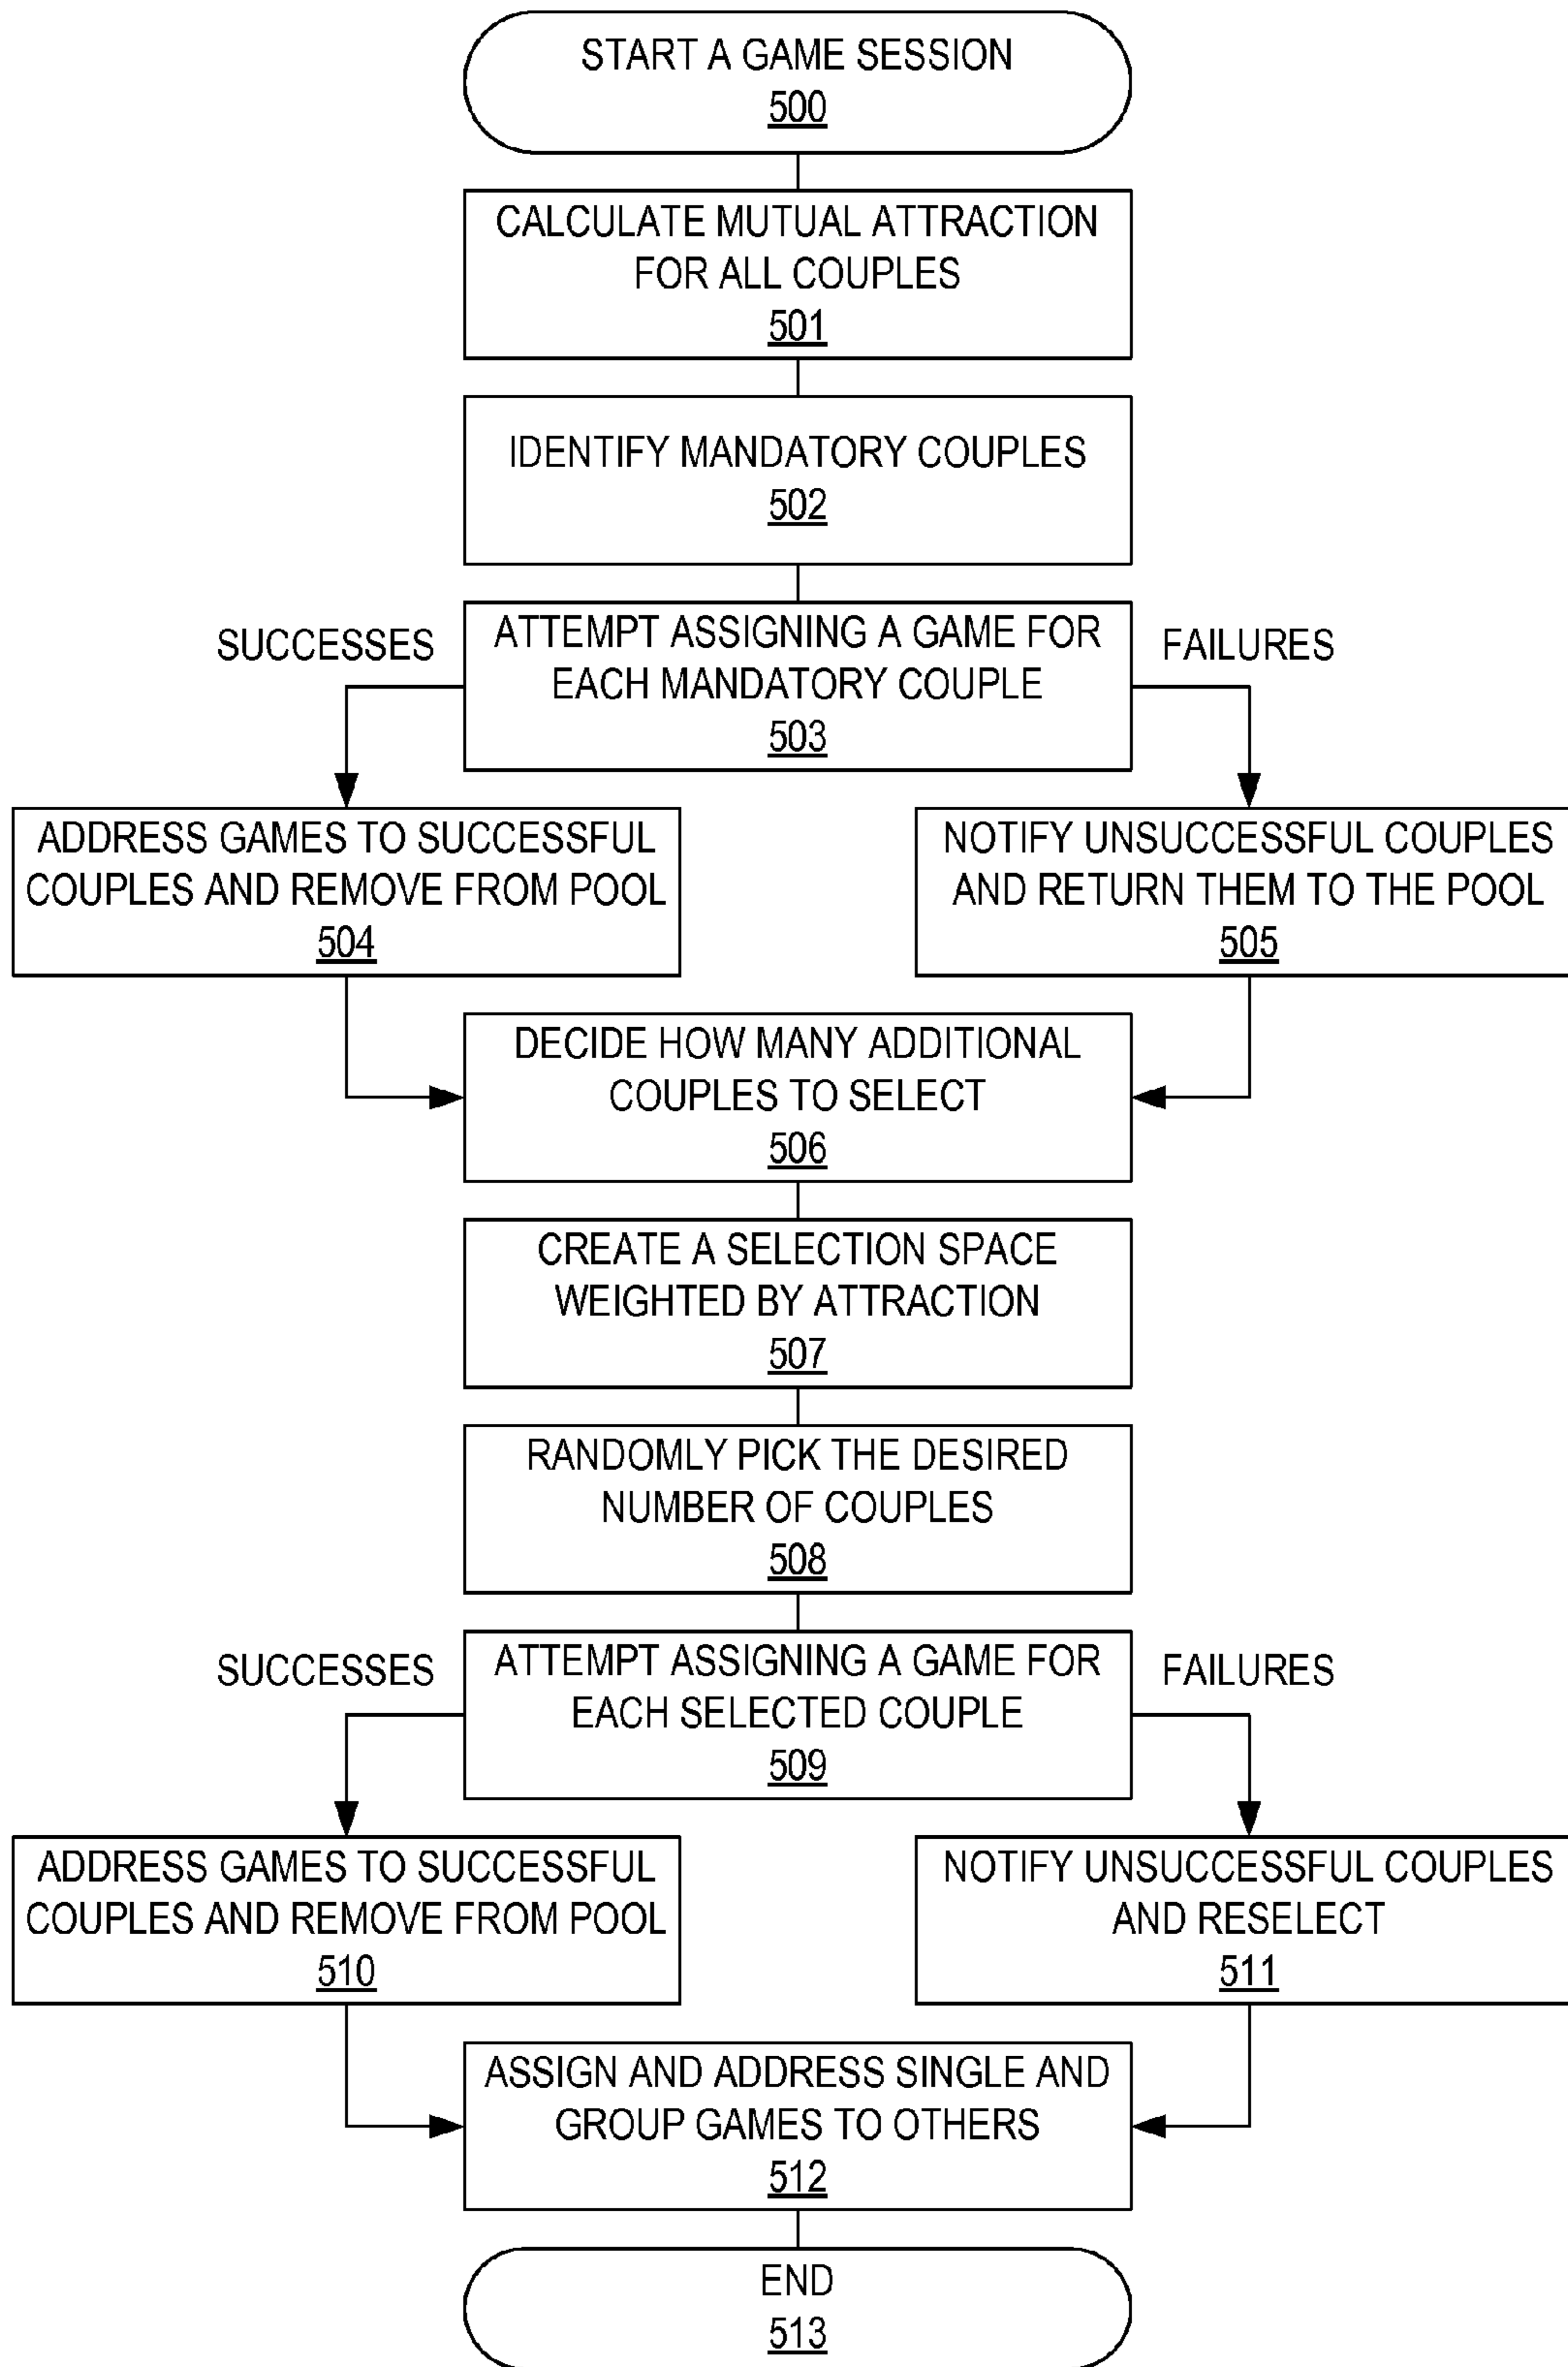 START A GAME SESSION
500
CALCULATE MUTUAL ATTRACTION
FOR ALL COUPLES
501
IDENTIFY MANDATORY COUPLES
502
SUCCESSES
ATTEMPT ASSIGNING A GAME FOR
EACH MANDATORY COUPLE
503
FAILURES
ADDRESS GAMES TO SUCCESSFUL
COUPLES AND REMOVE FROM POOL
504
NOTIFY UNSUCCESSFUL COUPLES
AND RETURN THEM TO THE POOL
505
DECIDE HOW MANY ADDITIONAL
COUPLES TO SELECT
506
CREATE A SELECTION SPACE
WEIGHTED BY ATTRACTION
507
RANDOMLY PICK THE DESIRED
NUMBER OF COUPLES
508
SUCCESSES
ATTEMPT ASSIGNING A GAME FOR
EACH SELECTED COUPLE
509
FAILURES
ADDRESS GAMES TO SUCCESSFUL
COUPLES AND REMOVE FROM POOL
510
NOTIFY UNSUCCESSFUL COUPLES
AND RESELECT
511
ASSIGN AND ADDRESS SINGLE AND
GROUP GAMES TO OTHERS
512
END
513